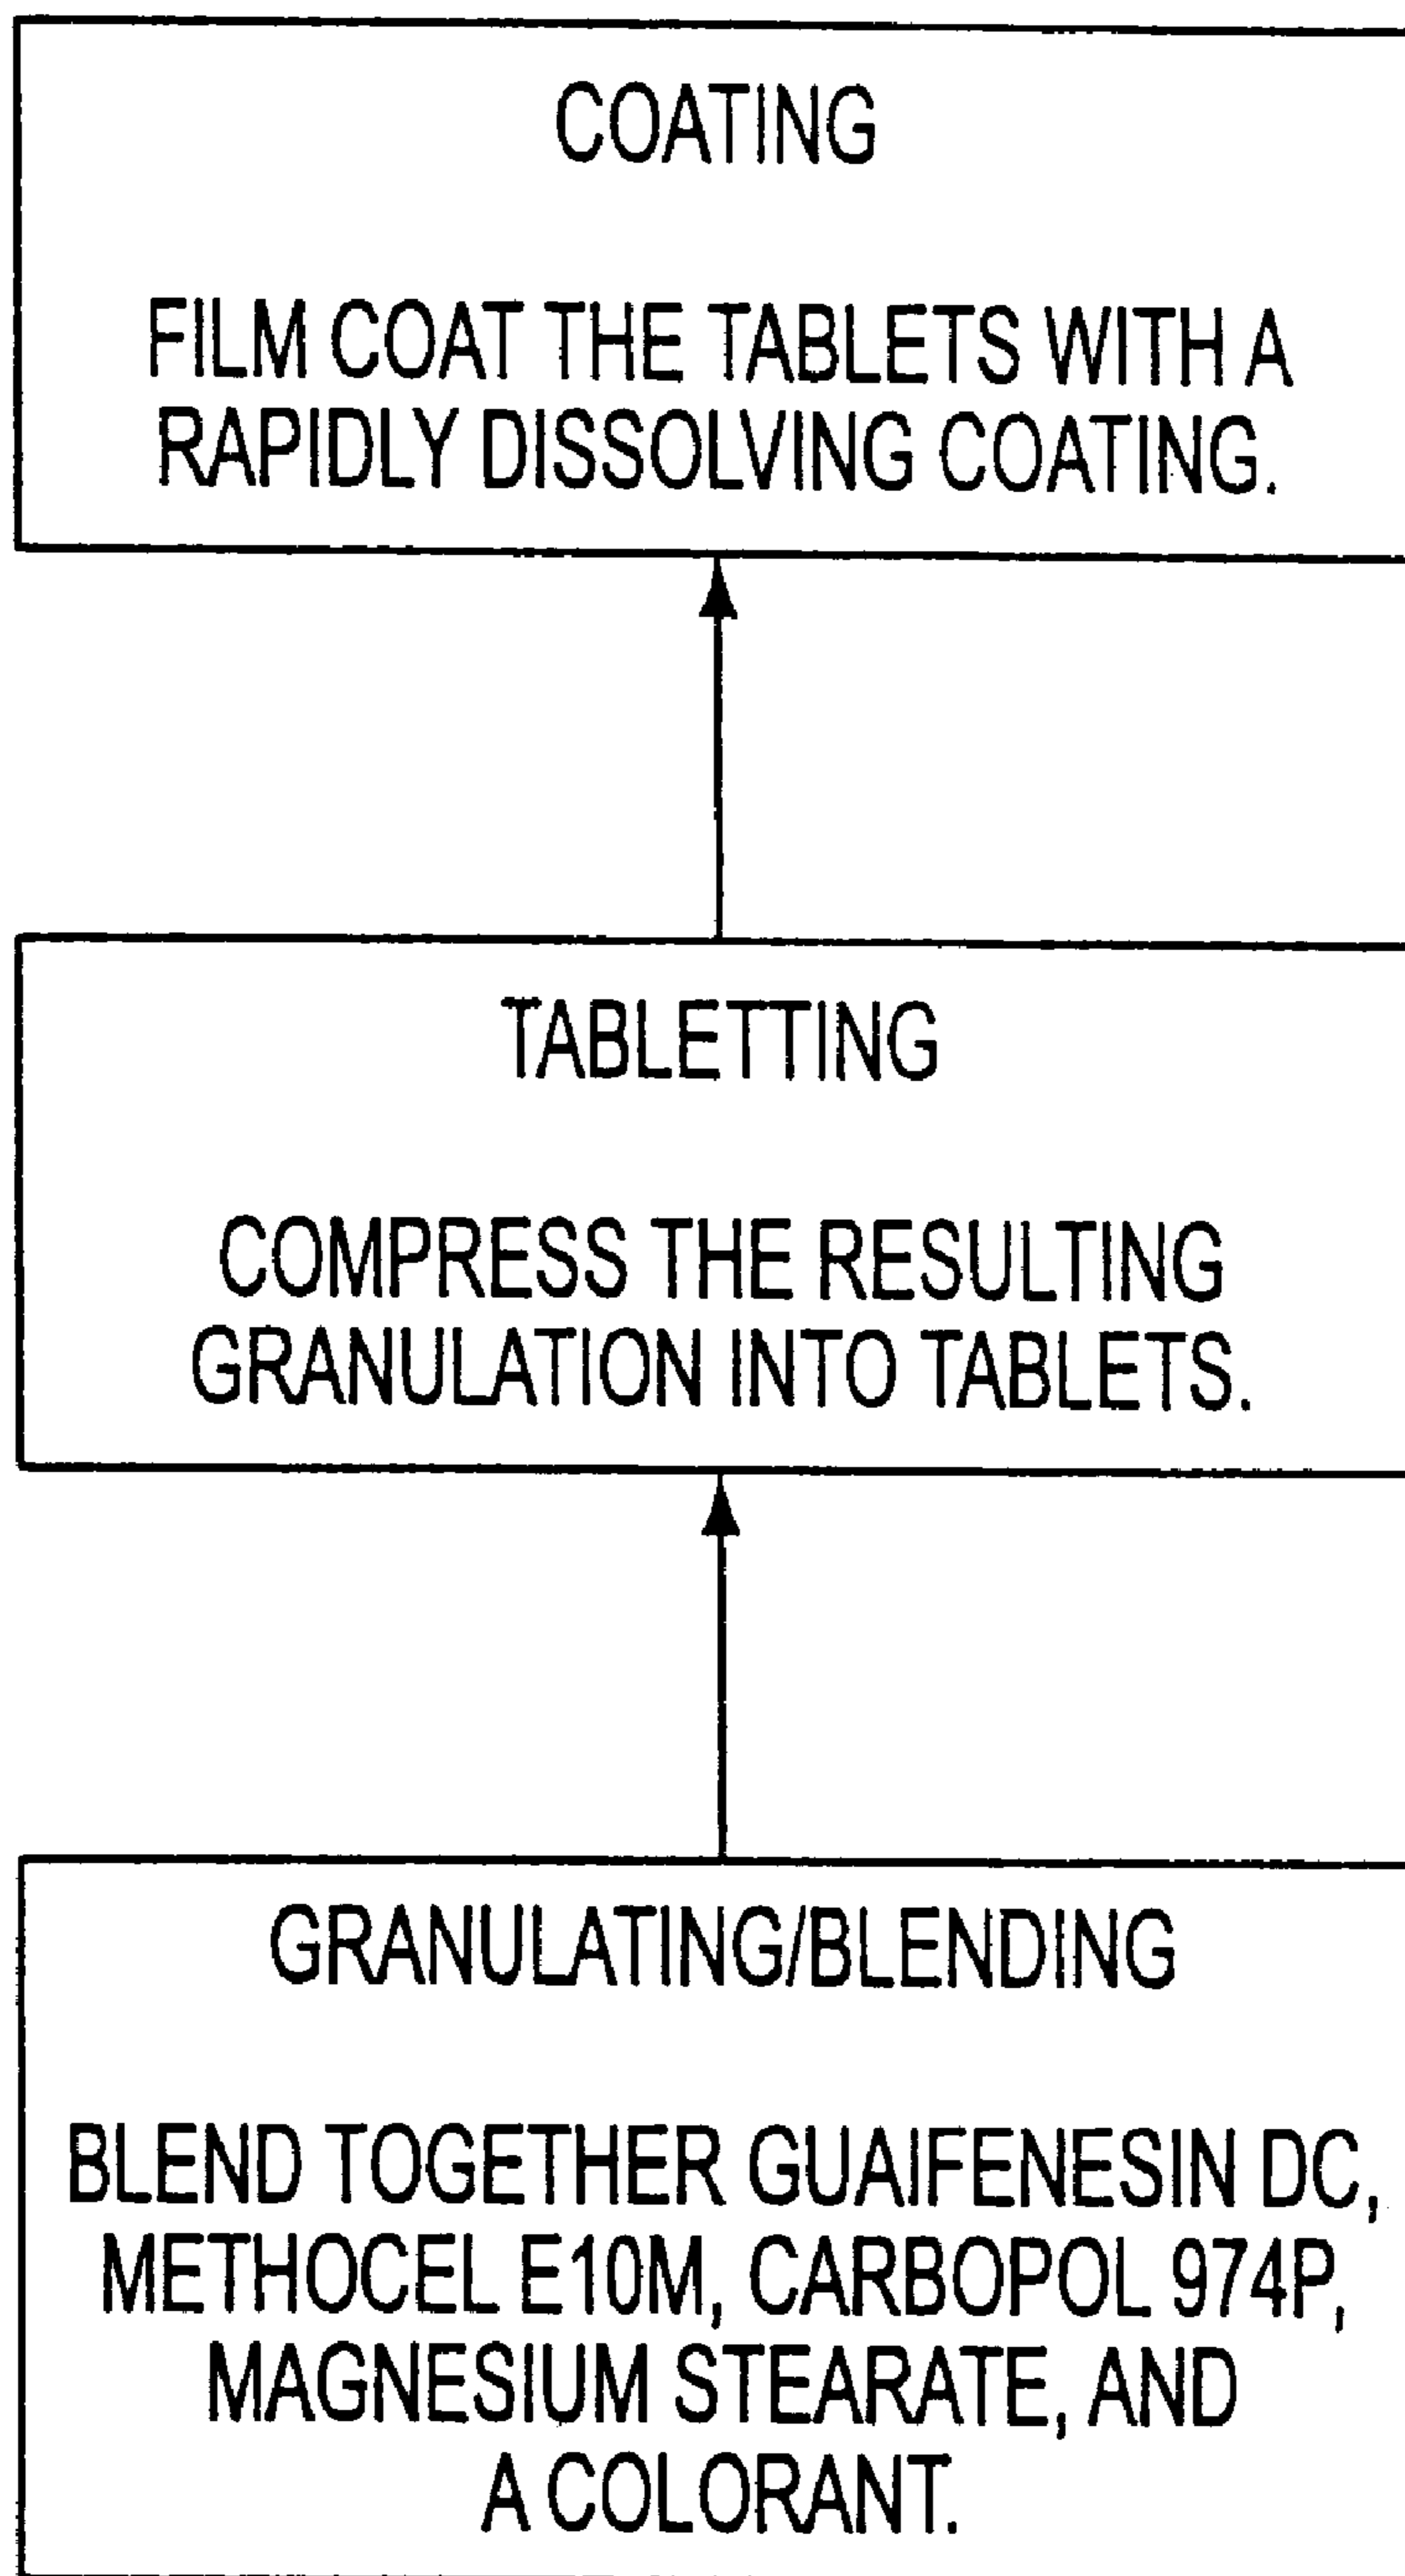 COATING
FILM COAT THE TABLETS WITH A
RAPIDLY DISSOLVING COATING.
TABLETTING
COMPRESS THE RESULTING
GRANULATION INTO TABLETS.
GRANULATING/BLENDING
BLEND TOGETHER GUAIFENESIN DC,
METHOCEL E10M, CARBOPOL 974P,
MAGNESIUM STEARATE, AND
A COLORANT.